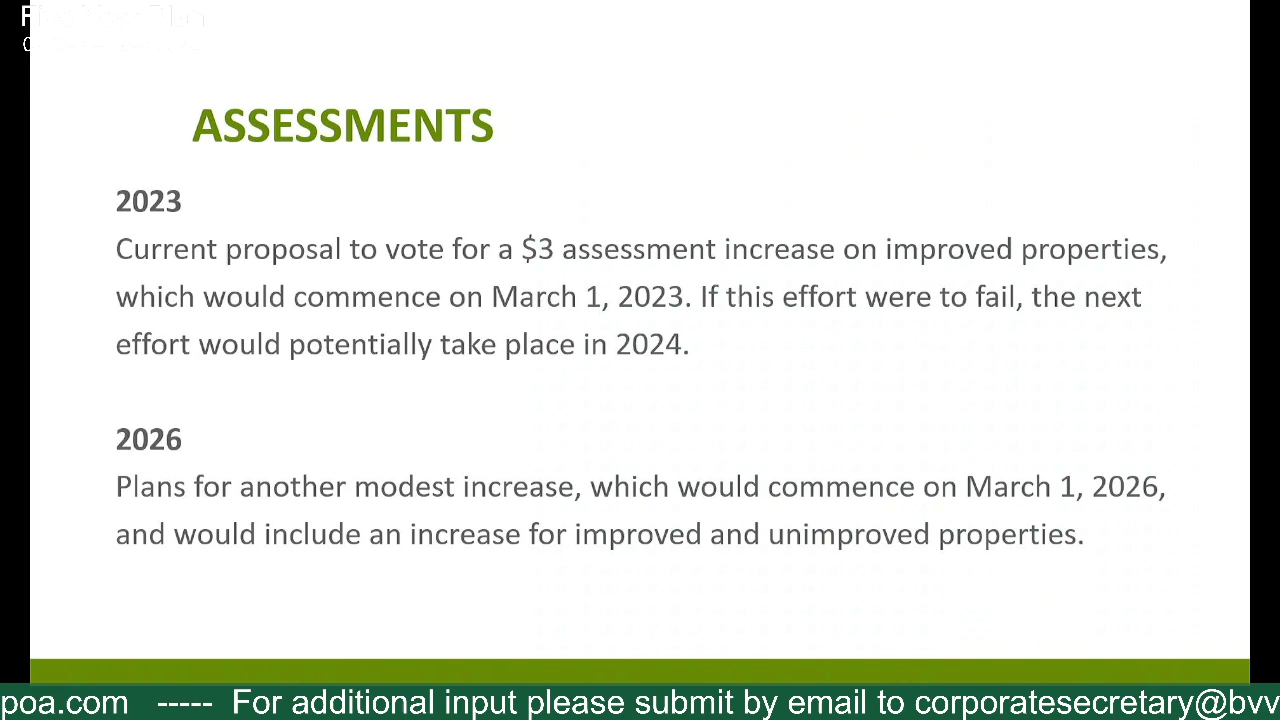 ASSESSMENTS
2023
Current proposal to vote for a $3 assessment increase on improved properties,
which would commence on March 1, 2023. If this effort were to fail, the next
effort would potentially take place in 2024.
2026
Plans for another modest increase, which would commence on March 1, 2026,
and would include an increase for improved and unimproved properties.
poa.com ----- For additional input please submit by email to corporatesecretary@bvv